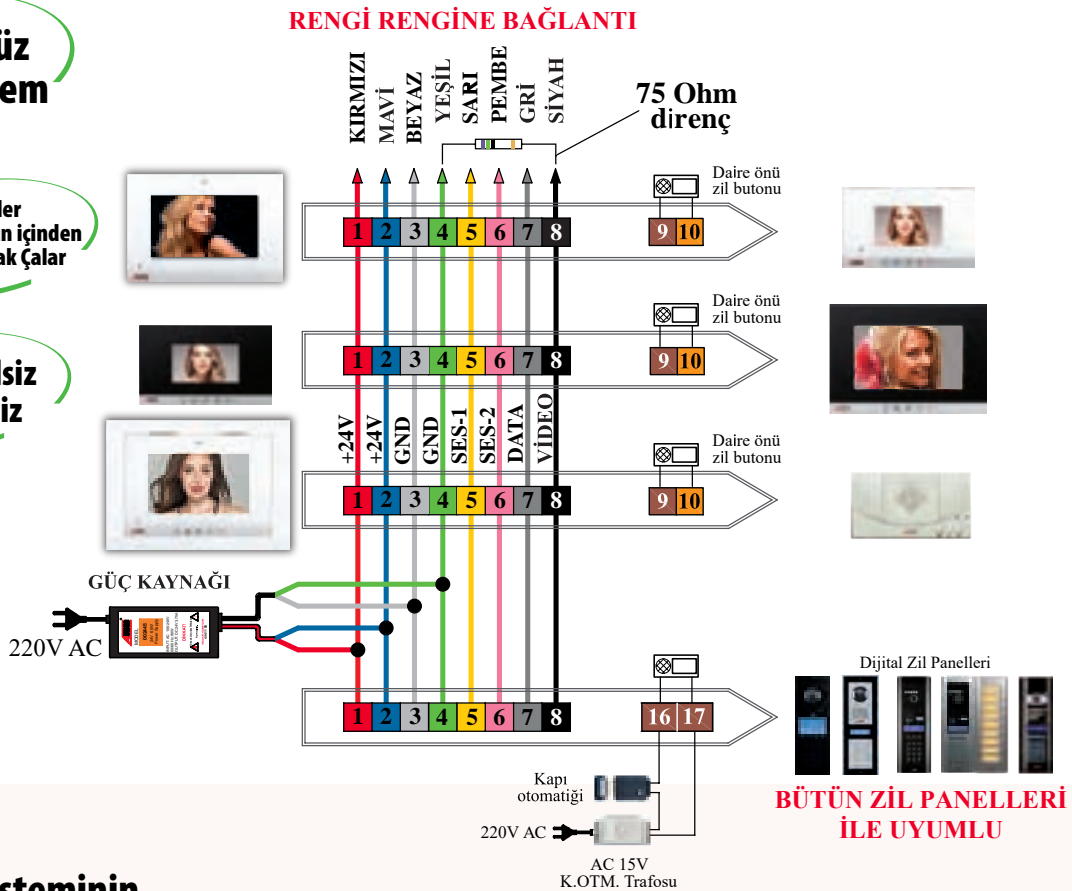 RENGİ RENGİNE BAĞLANTI
üz
em
KIRMIZI
MAVİ
BEYAZ
YEŞİL
SARI
PEMBE
GRİ
SİYAH
75 Ohm
direnç
ler
n içinden
ak Çalar
Daire önü
zil butonu
1 2 3 4 5 6 7 8
9 10
Daire önü
zil butonu
1 2 3 4 5 6 7 8
9 10
lsiz
iz
+24V
+24V
GND
GND
SES-1
SES-2
DATA
VİDEO
Daire önü
zil butonu
1 2 3 4 5 6 7 8
9 10
GÜÇ KAYNAĞI
220V AC
MODEL
DİKKAT!
Dijital Zil Panelleri
1 2 3 4 5 6 7 8
16 17
Kapı
otomatiği
220V AC
AC 15V
K.OTM. Trafosu
BÜTÜN ZİL PANELLERİ
İLE UYUMLU
isteminin